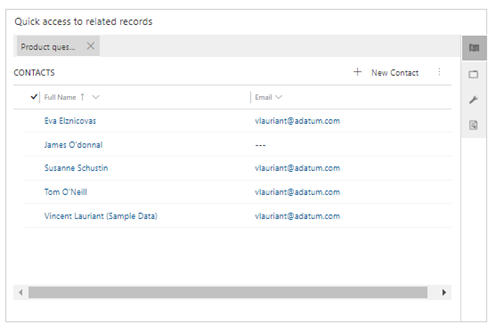 Quick access to related records
Product ques...
CONTACTS
New Contact
Full Name Email
Eva Elznicovas vlauriant@adatum.com
James O'donnal ---
Susanne Schustin vlauriant@adatum.com
Tom O'Neill vlauriant@adatum.com
Vincent Lauriant (Sample Data) vlauriant@adatum.com